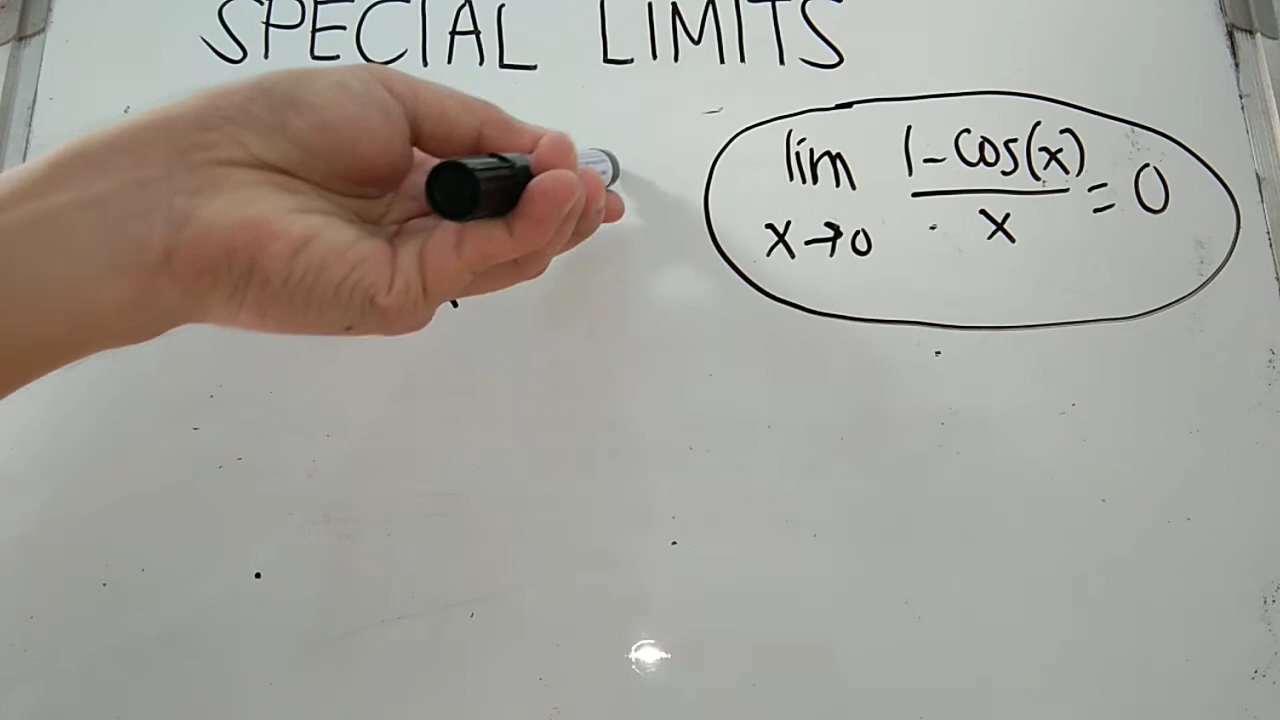 SPECIAL LIMITS
lim 1-cos(x) = 0
x→0 x